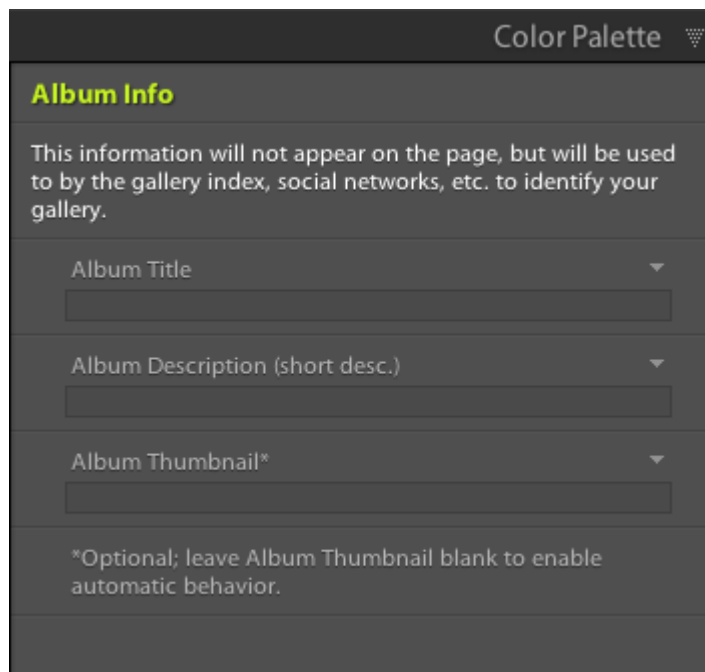 Color Palette
Album Info
This information will not appear on the page, but will be used
to by the gallery index, social networks, etc. to identify your
gallery.
Album Title
Album Description (short desc.)
Album Thumbnail*
*Optional; leave Album Thumbnail blank to enable
automatic behavior.